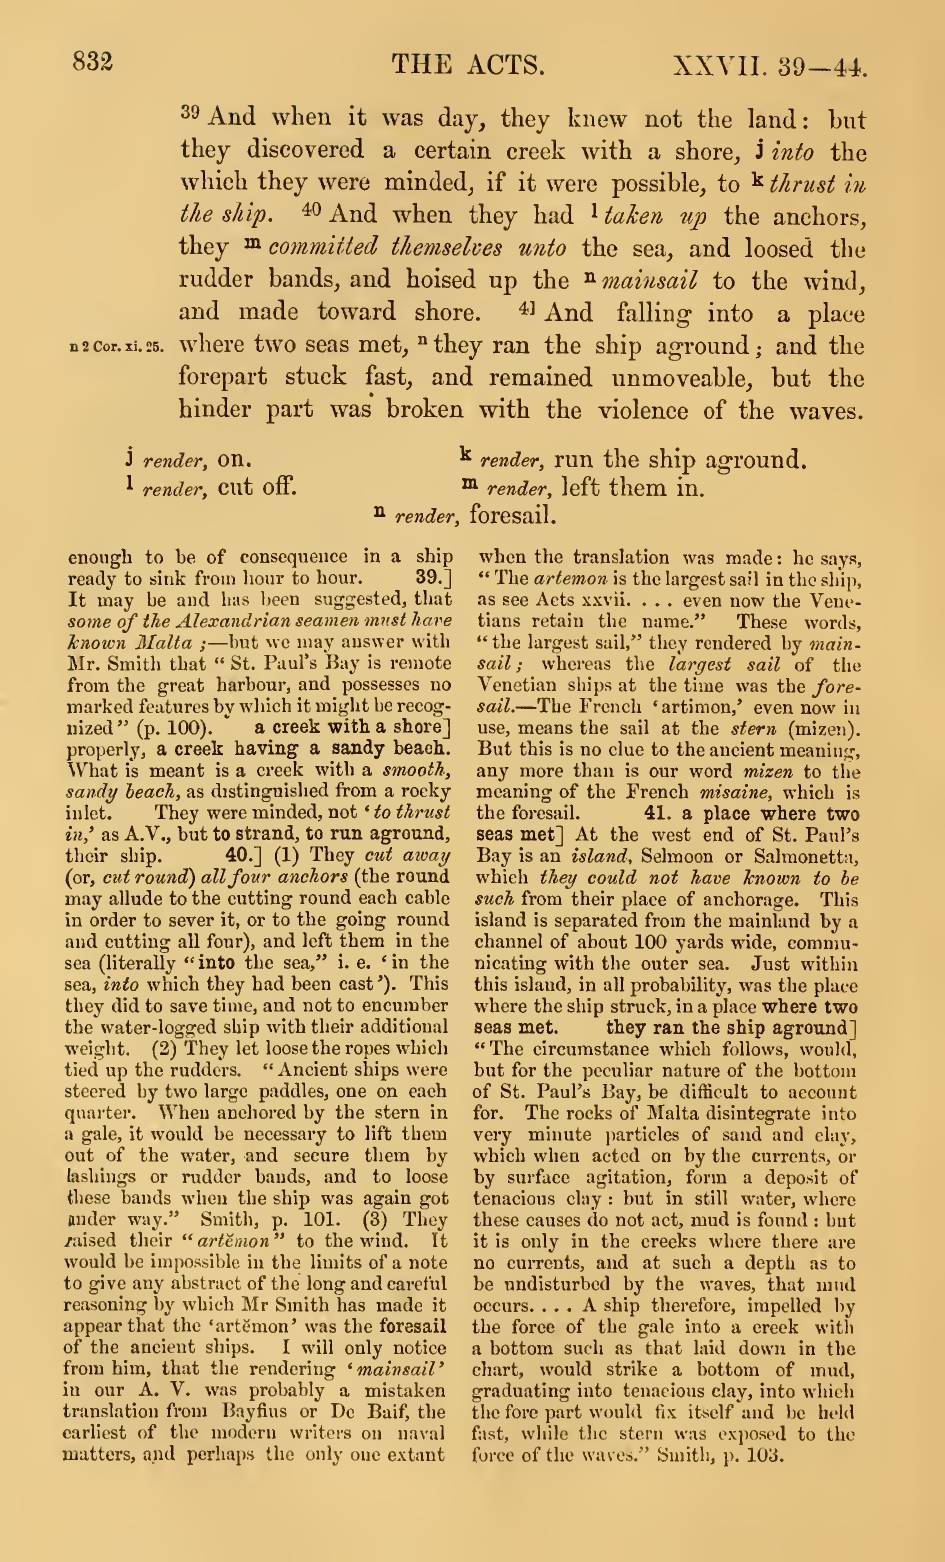 832 THE ACTS. XXVII. 39—44.
39 And when it was day, they knew not the land: but
they discovered a certain creek with a shore, j into the
which they were minded, if it were possible, to k thrust in
the ship. 40 And when they had l taken up the anchors,
they m committed themselves unto the sea, and loosed the
rudder bands, and hoised up the n mainsail to the wind,
and made toward shore. 41 And falling into a place
n 2 Cor. xi. 25. where two seas met, n they ran the ship aground; and the
forepart stuck fast, and remained unmoveable, but the
hinder part was broken with the violence of the waves.
j render, on. k render, run the ship aground.
l render, cut off. m render, left them in.
n render, foresail.
enough to be of consequence in a ship
ready to sink from hour to hour. 39.]
It may be and has been suggested, that
some of the Alexandrian seamen must have
known Malta;—but we may answer with
Mr. Smith that "St. Paul's Bay is remote
from the great harbour, and possesses no
marked features by which it might be recog-
nized" (p. 100). a creek with a shore]
properly, a creek having a sandy beach.
What is meant is a creek with a smooth,
sandy beach, as distinguished from a rocky
inlet. They were minded, not 'to thrust
in,' as A.V., but to strand, to run aground,
their ship. 40.] (1) They cut away
(or, cut round) all four anchors (the round
may allude to the cutting round each cable
in order to sever it, or to the going round
and cutting all four), and left them in the
sea (literally "into the sea," i. e. 'in the
sea, into which they had been cast'). This
they did to save time, and not to encumber
the water-logged ship with their additional
weight. (2) They let loose the ropes which
tied up the rudders. "Ancient ships were
steered by two large paddles, one on each
quarter. When anchored by the stern in
a gale, it would be necessary to lift them
out of the water, and secure them by
lashings or rudder bands, and to loose
these bands when the ship was again got
under way." Smith, p. 101. (3) They
raised their "artĕmon" to the wind. It
would be impossible in the limits of a note
to give any abstract of the long and careful
reasoning by which Mr Smith has made it
appear that the 'artĕmon' was the foresail
of the ancient ships. I will only notice
from him, that the rendering 'mainsail'
in our A. V. was probably a mistaken
translation from Bayfius or De Baif, the
earliest of the modern writers on naval
matters, and perhaps the only one extant
when the translation was made: he says,
"The artemon is the largest sail in the ship,
as see Acts xxvii. . . . even now the Vene-
tians retain the name." These words,
"the largest sail," they rendered by main-
sail; whereas the largest sail of the
Venetian ships at the time was the fore-
sail.—The French 'artimon,' even now in
use, means the sail at the stern (mizen).
But this is no clue to the ancient meaning,
any more than is our word mizen to the
meaning of the French misaine, which is
the foresail. 41. a place where two
seas met] At the west end of St. Paul's
Bay is an island, Selmoon or Salmonetta,
which they could not have known to be
such from their place of anchorage. This
island is separated from the mainland by a
channel of about 100 yards wide, commu-
nicating with the outer sea. Just within
this island, in all probability, was the place
where the ship struck, in a place where two
seas met. they ran the ship aground]
"The circumstance which follows, would,
but for the peculiar nature of the bottom
of St. Paul's Bay, be difficult to account
for. The rocks of Malta disintegrate into
very minute particles of sand and clay,
which when acted on by the currents, or
by surface agitation, form a deposit of
tenacious clay: but in still water, where
these causes do not act, mud is found: but
it is only in the creeks where there are
no currents, and at such a depth as to
be undisturbed by the waves, that mud
occurs. . . . A ship therefore, impelled by
the force of the gale into a creek with
a bottom such as that laid down in the
chart, would strike a bottom of mud,
graduating into tenacious clay, into which
the fore part would fix itself and be held
fast, while the stern was exposed to the
force of the waves." Smith, p. 103.